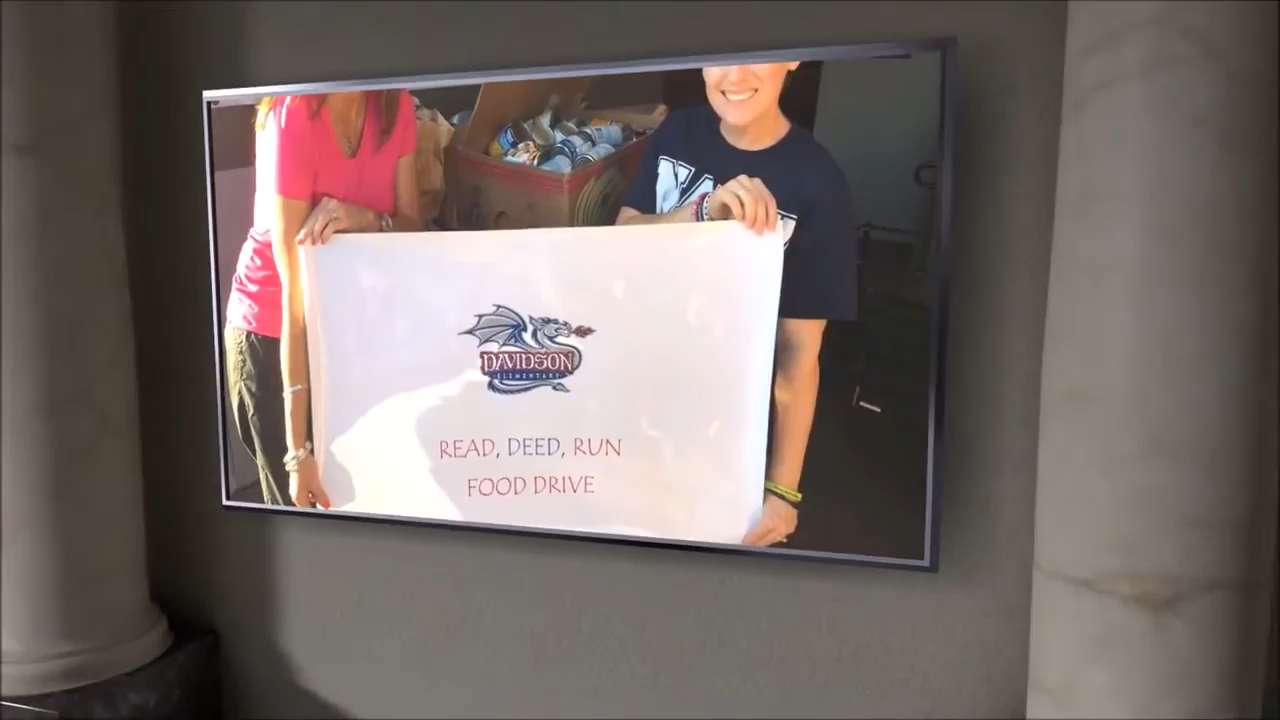 DAVIDSON
ELEMENTARY
READ, DEED, RUN
FOOD DRIVE